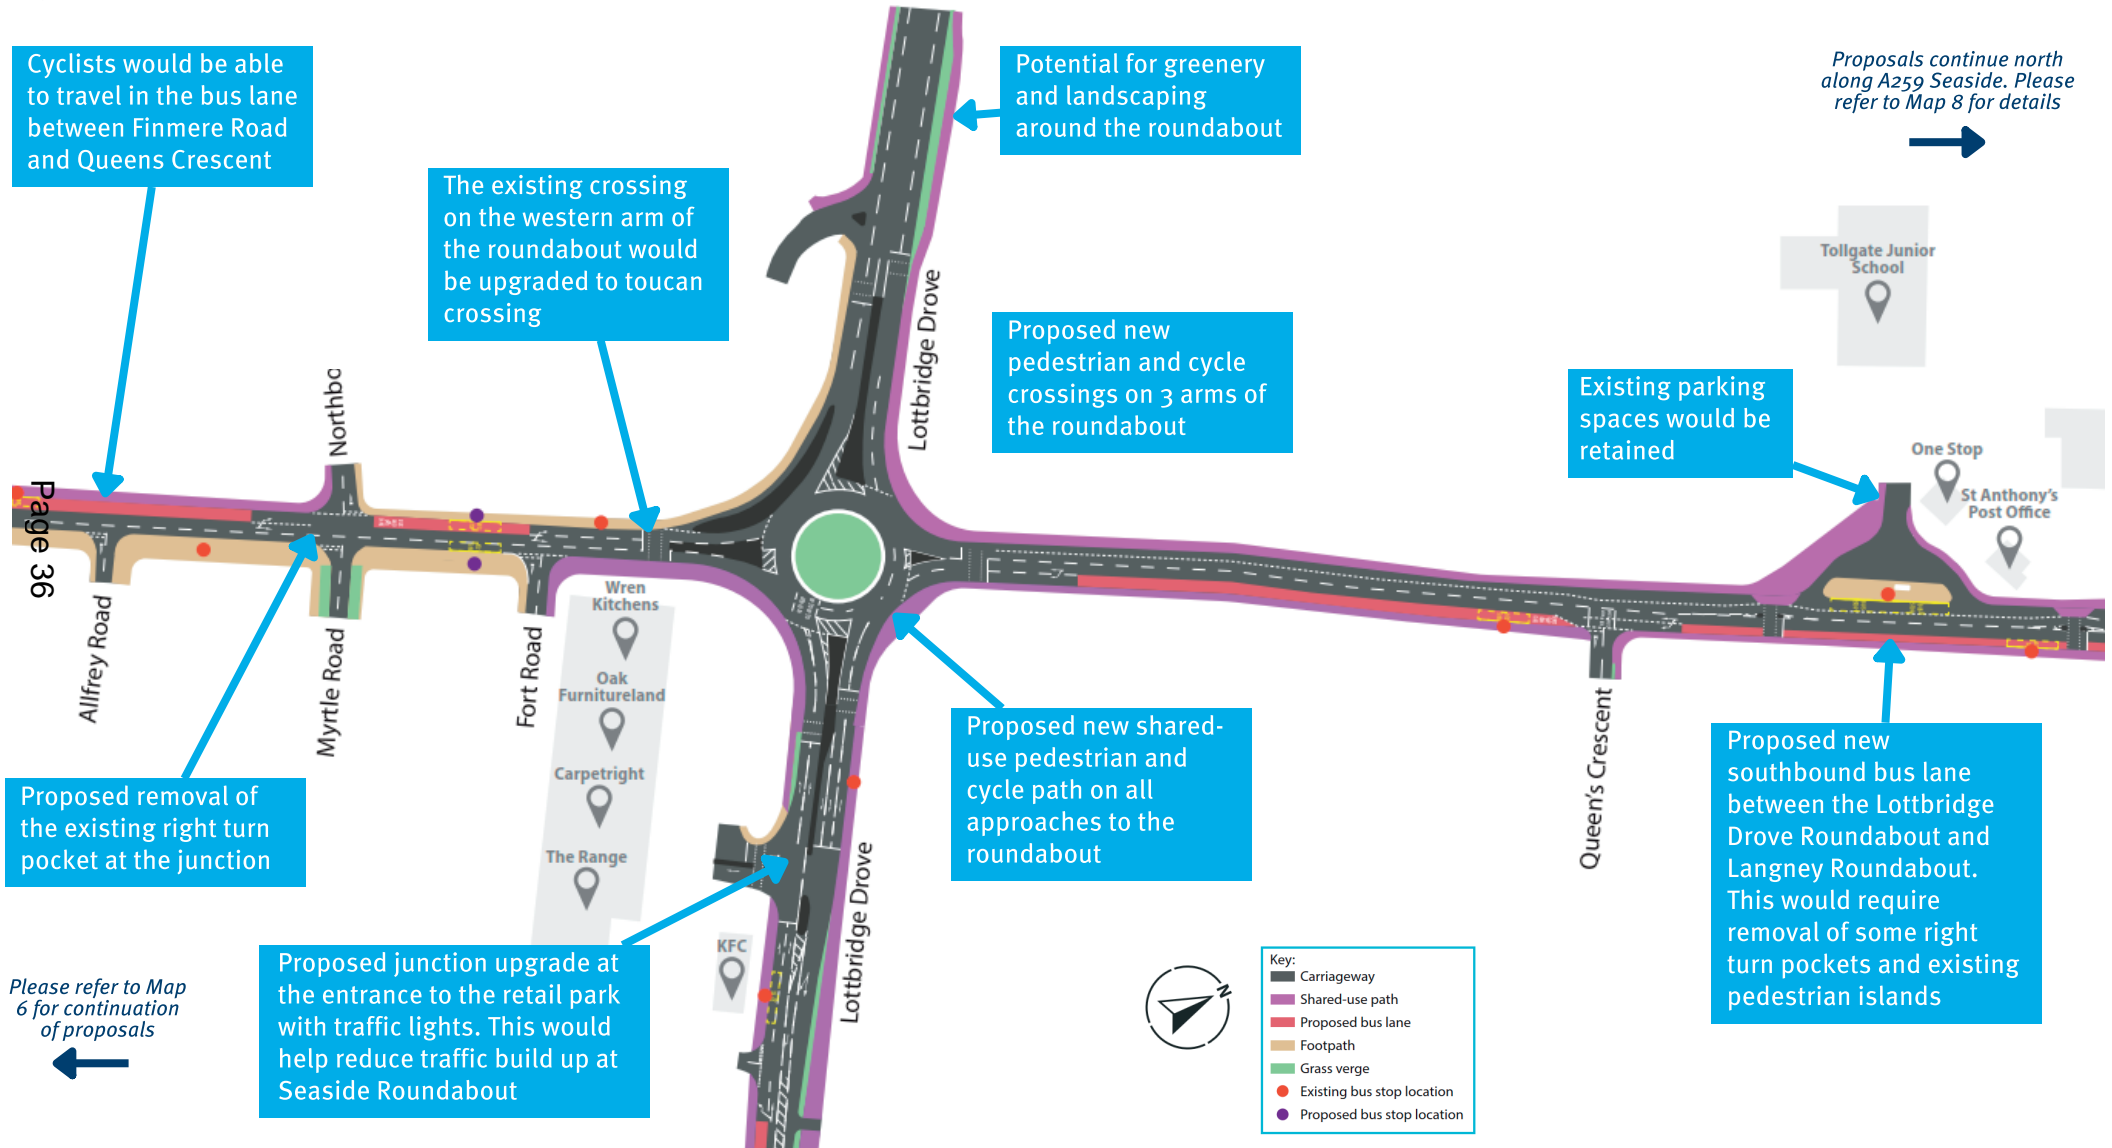 Cyclists would be able
to travel in the bus lane
between Finmere Road
and Queens Crescent
The existing crossing
on the western arm of
the roundabout would
be upgraded to toucan
crossing
Potential for greenery
and landscaping
around the roundabout
Proposals continue north
along A259 Seaside. Please
refer to Map 8 for details
Tollgate Junior
School
Lottbridge Drove
Proposed new
pedestrian and cycle
crossings on 3 arms of
the roundabout
Existing parking
spaces would be
retained
One Stop
St Anthony's
Post Office
Northbo
Page 36
Allfrey Road
Myrtle Road
Fort Road
Wren
Kitchens
Oak
Furnitureland
Carpetright
The Range
KFC
Queen's Crescent
Proposed removal of
the existing right turn
pocket at the junction
Proposed new shared-
use pedestrian and
cycle path on all
approaches to the
roundabout
Proposed new
southbound bus lane
between the Lottbridge
Drove Roundabout and
Langney Roundabout.
This would require
removal of some right
turn pockets and existing
pedestrian islands
Lottbridge Drove
Proposed junction upgrade at
the entrance to the retail park
with traffic lights. This would
help reduce traffic build up at
Seaside Roundabout
Please refer to Map
6 for continuation
of proposals
N
Key:
Carriageway
Shared-use path
Proposed bus lane
Footpath
Grass verge
Existing bus stop location
Proposed bus stop location